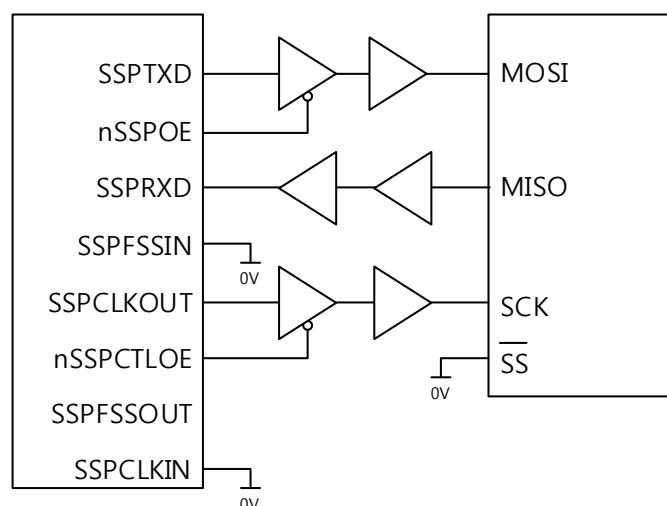 SSPTXD
MOSI
nSSPOE
SSPRXD
MISO
SSPFSSIN
0V
SSPCLKOUT
SCK
nSSPCTLOE
SS
0V
SSPFSSOUT
SSPCLKIN
0V